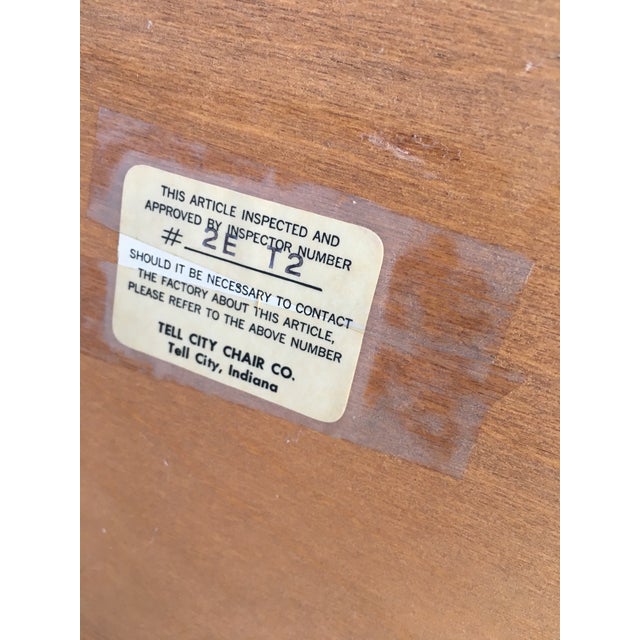 THIS ARTICLE INSPECTED AND
APPROVED BY INSPECTOR NUMBER
# 2E T2
SHOULD IT BE NECESSARY TO CONTACT
THE FACTORY ABOUT THIS ARTICLE,
PLEASE REFER TO THE ABOVE NUMBER
TELL CITY CHAIR CO.
Tell City, Indiana